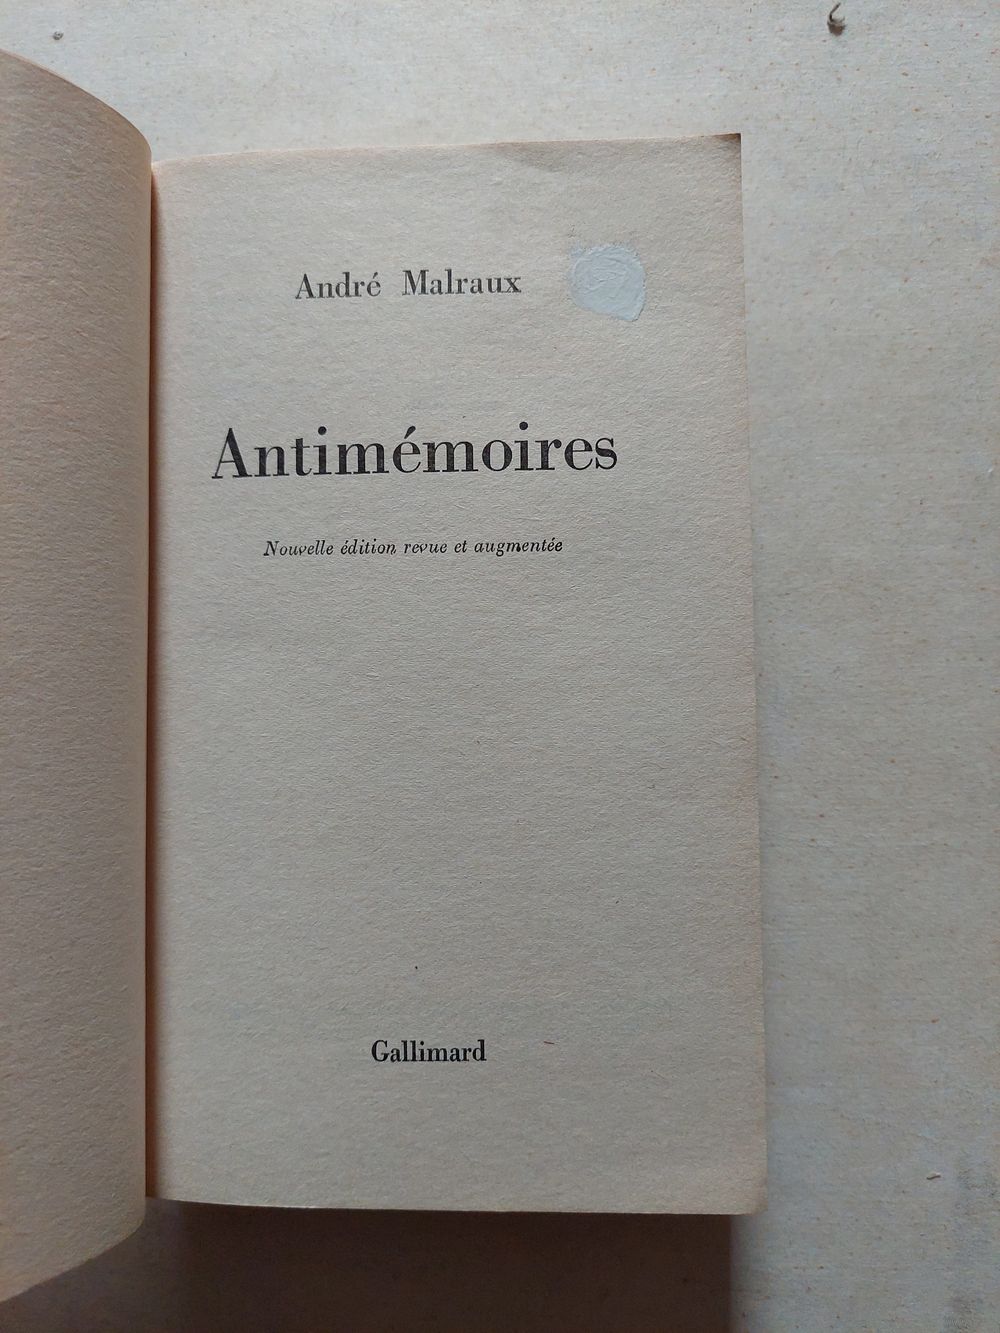 André Malraux
Antimémoires
Nouvelle édition revue et augmentée
Gallimard